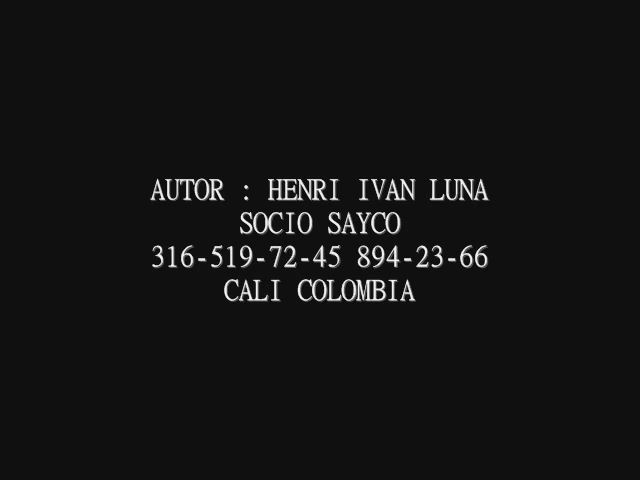 AUTOR : HENRI IVAN LUNA
SOCIO SAYCO
316-519-72-45 894-23-66
CALI COLOMBIA